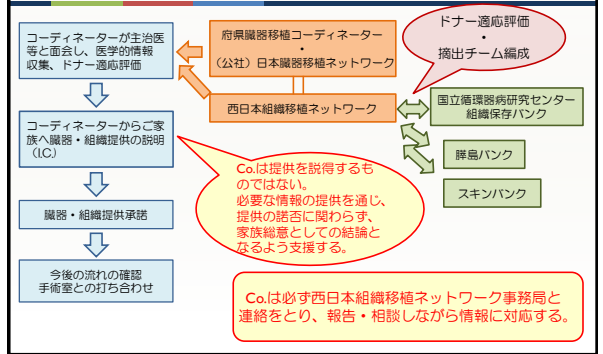 コーディネーターが主治医
等と面会し、医学的情報
収集、ドナー適応評価
府県臓器移植コーディネーター
・
（公社）日本臓器移植ネットワーク
ドナー適応評価
・
摘出チーム編成
西日本組織移植ネットワーク
国立循環器病研究センター
組織保存バンク
膵島バンク
スキンバンク
コーディネーターからご家
族へ臓器・組織提供の説明
(I.C.)
Co.は提供を説得するも
のではない。
必要な情報の提供を通じ、
提供の諾否に関わらず、
家族総意としての結論と
なるよう支援する。
臓器・組織提供承諾
今後の流れの確認
手術室との打ち合わせ
Co.は必ず西日本組織移植ネットワーク事務局と
連絡をとり、報告・相談しながら情報に対応する。